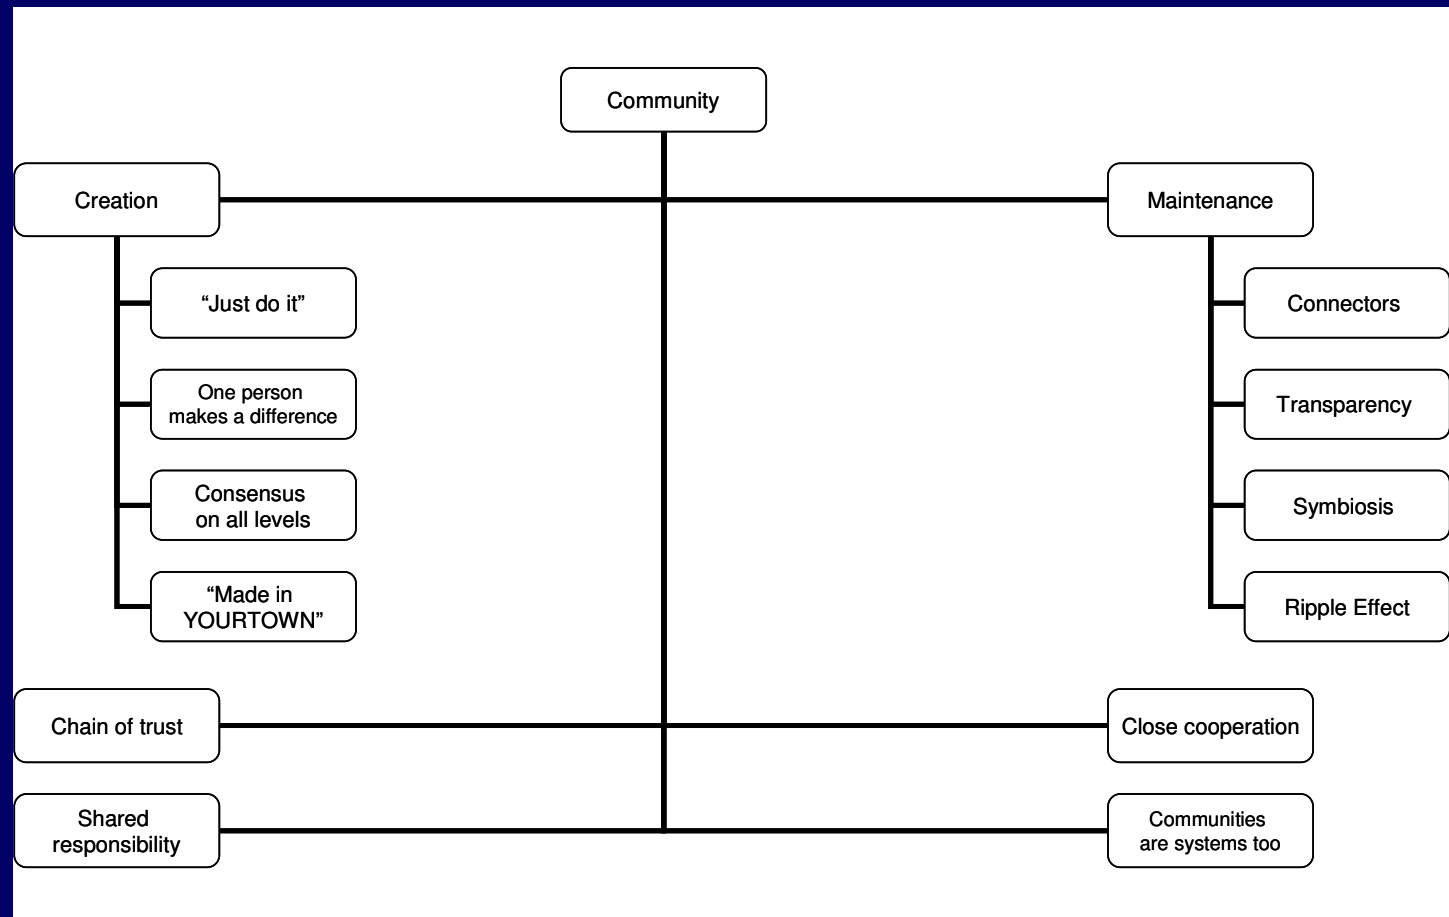 Community
Creation
Maintenance
“Just do it”
One person
makes a difference
Consensus
on all levels
“Made in
YOURTOWN”
Connectors
Transparency
Symbiosis
Ripple Effect
Chain of trust
Close cooperation
Shared
responsibility
Communities
are systems too